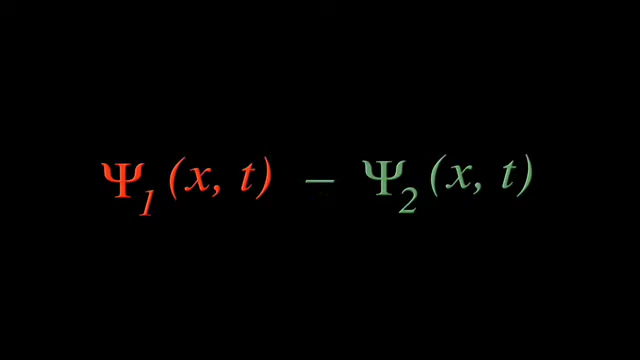 Ψ₁(x, t) – Ψ₂(x, t)